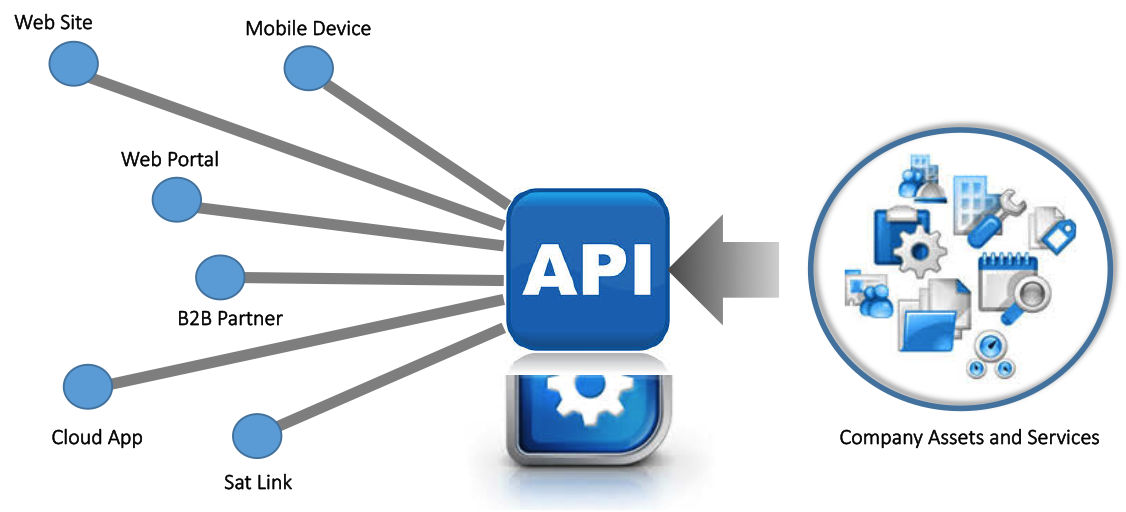 Web Site
Mobile Device
Web Portal
API
B2B Partner
Cloud App
Company Assets and Services
Sat Link